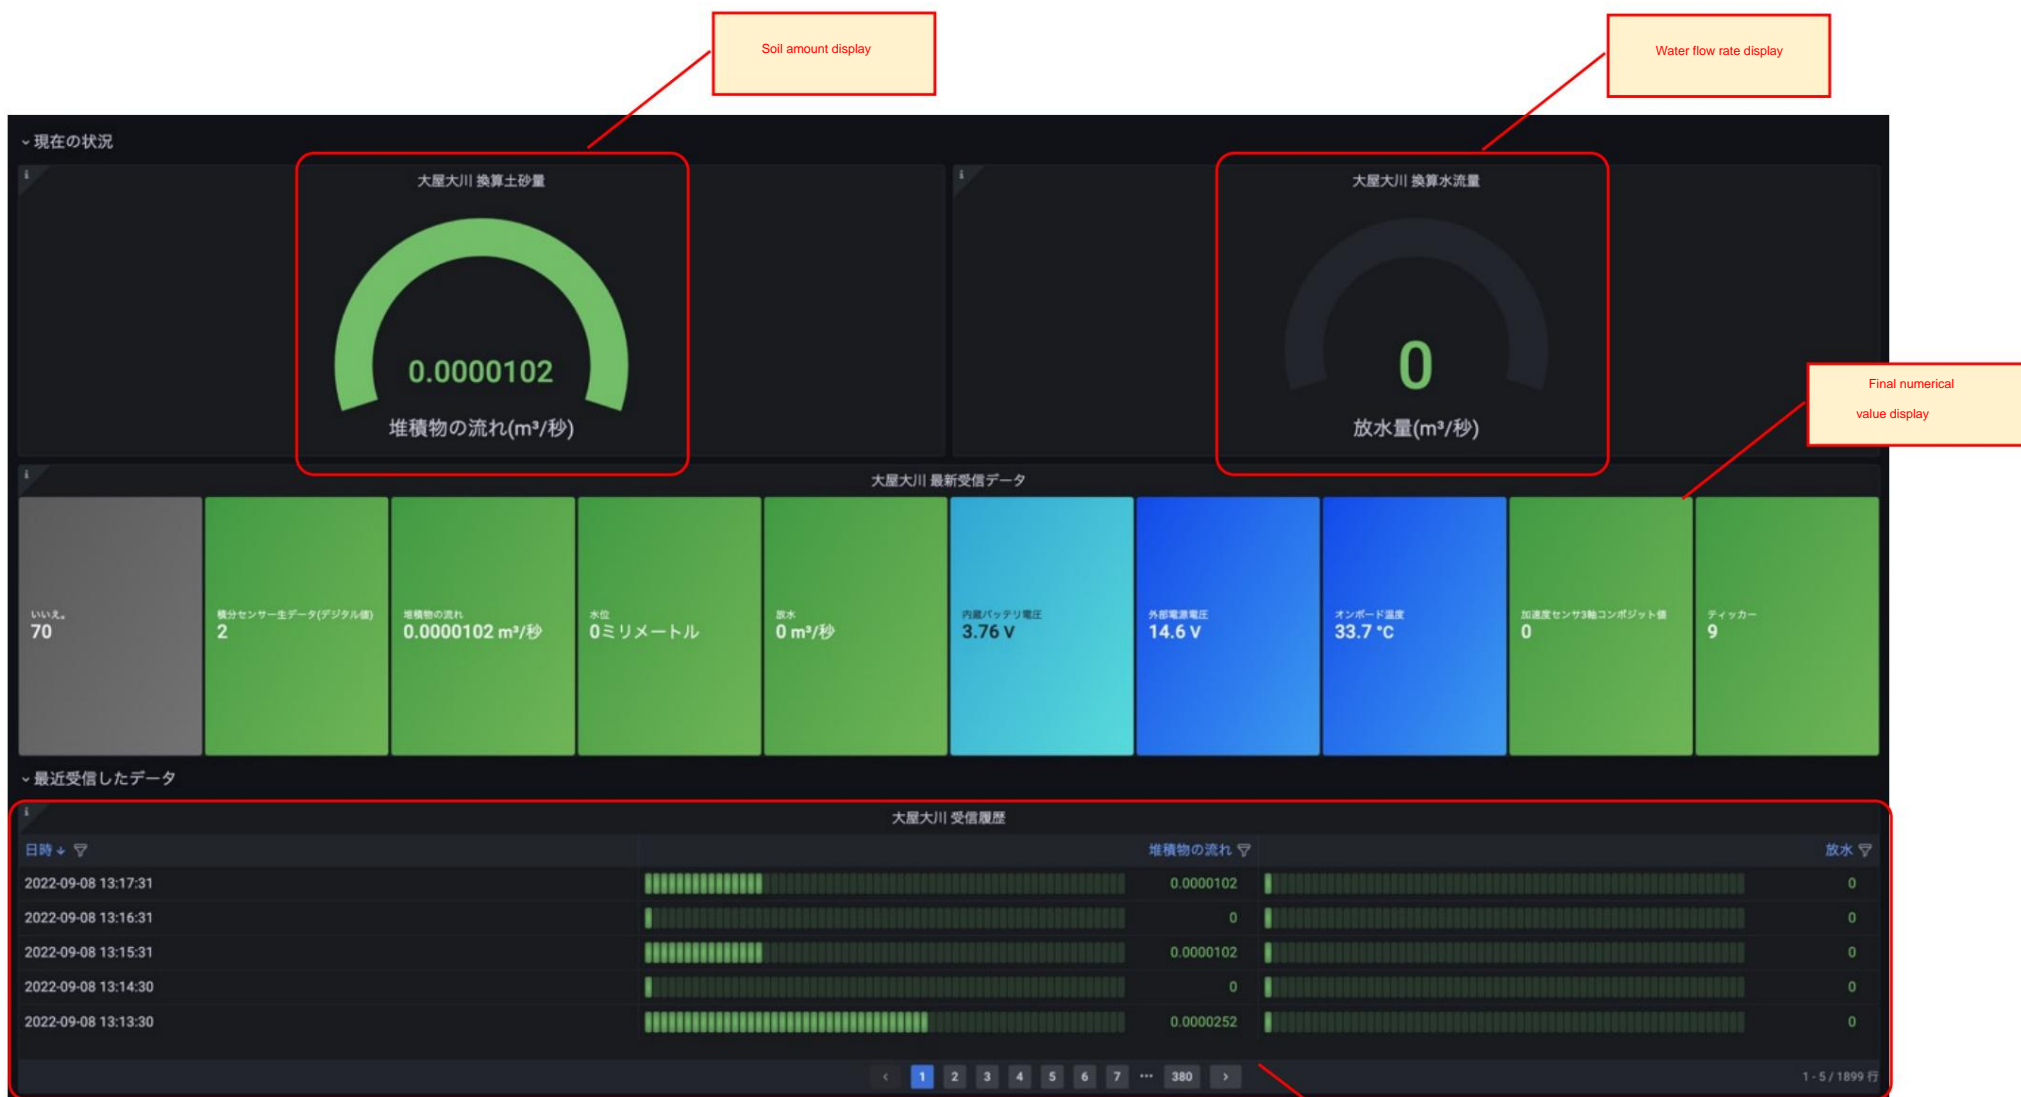 Soil amount display
Water flow rate display
現在の状況
大屋大川 換算土砂量
大屋大川 換算水流量
0.0000102
堆積物の流れ(m³/秒)
0
放水量(m³/秒)
Final numerical
value display
大屋大川 最新受信データ
いいえ。
70
積分センサー生データ(デジタル値)
2
堆積物の流れ
0.0000102 m³/秒
水位
0ミリメートル
放水
0 m³/秒
内蔵バッテリ電圧
3.76 V
外部電源電圧
14.6 V
オンボード温度
33.7 °C
加速度センサ3軸コンポジット値
0
ティッカー
9
最近受信したデータ
大屋大川 受信履歴
日時 堆積物の流れ 放水
2022-09-08 13:17:31 0.0000102 0
2022-09-08 13:16:31 0 0
2022-09-08 13:15:31 0.0000102 0
2022-09-08 13:14:30 0 0
2022-09-08 13:13:30 0.0000252 0
< 1 2 3 4 5 6 7 ... 380 >
1 - 5 / 1899 行